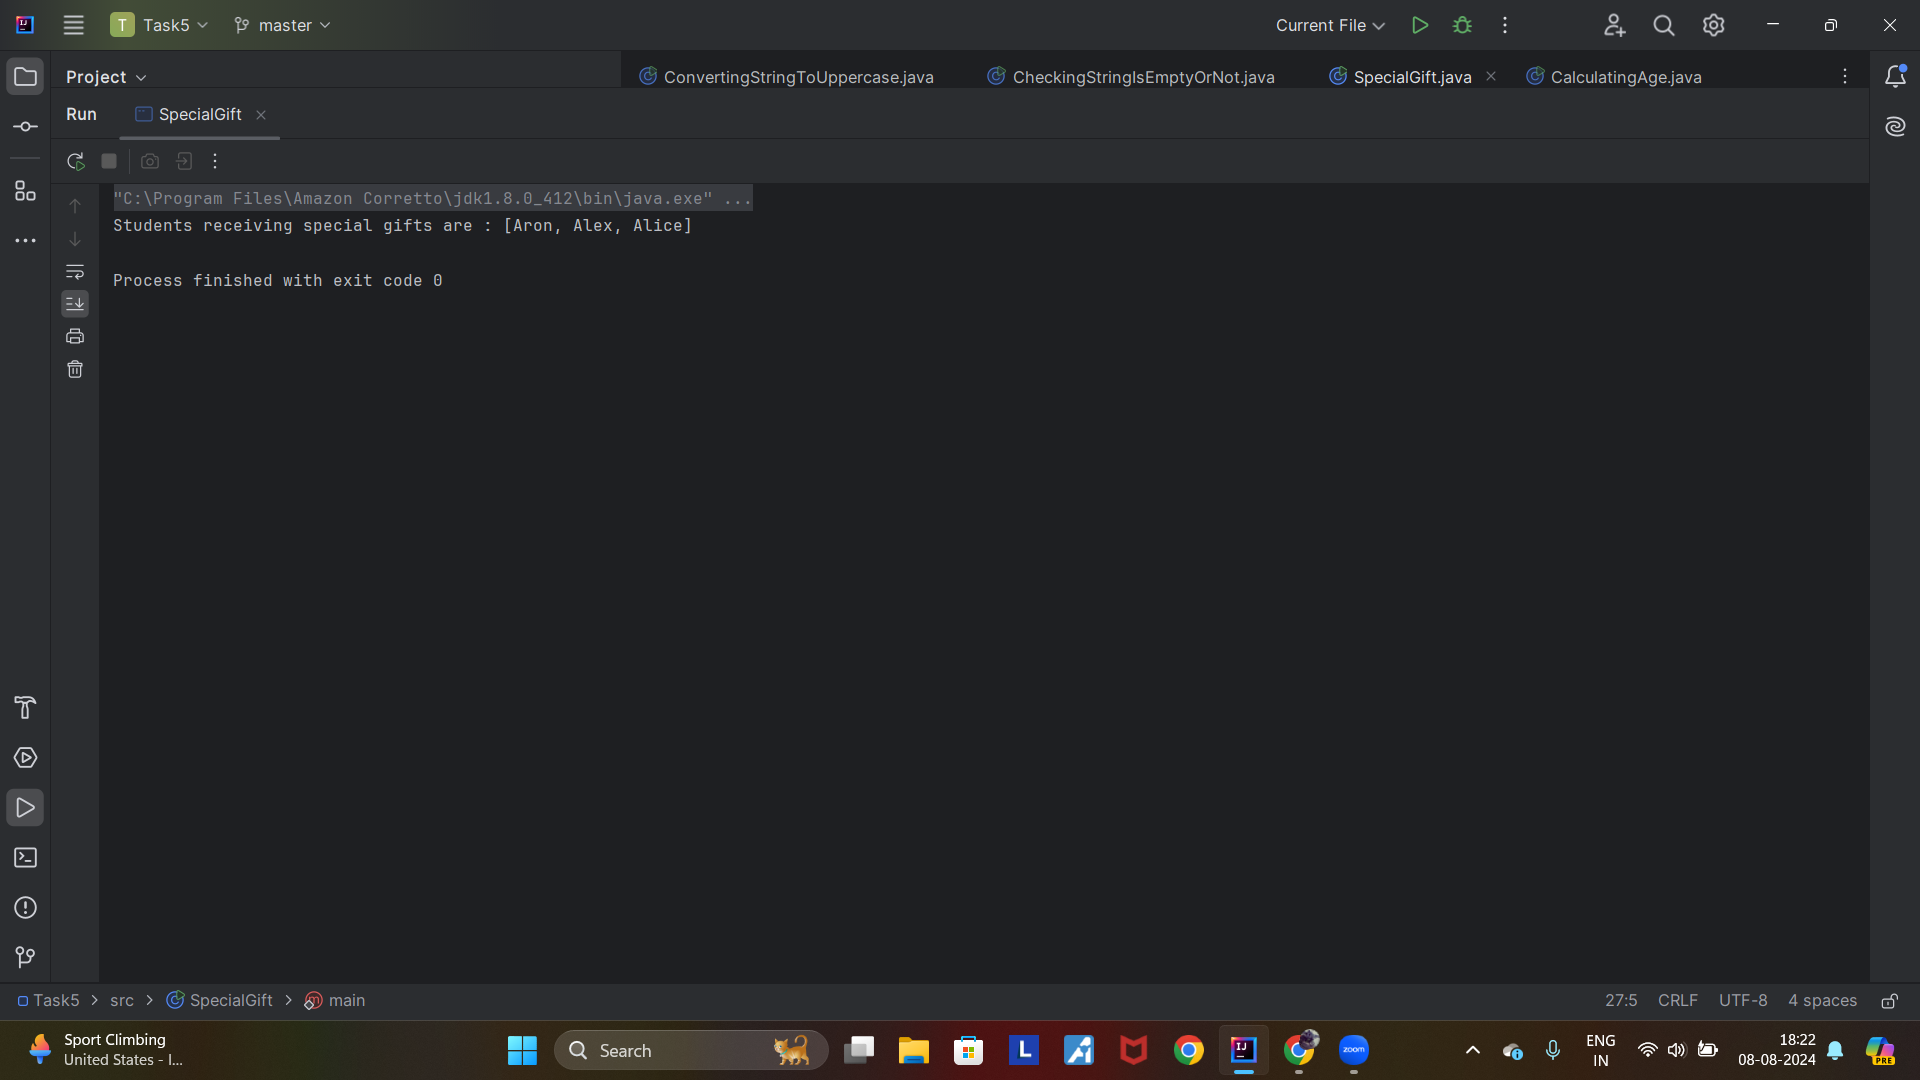 T Task5 master Current File
Project ConvertingStringToUppercase.java CheckingStringIsEmptyOrNot.java SpecialGift.java CalculatingAge.java
Run SpecialGift
"C:\Program Files\Amazon Corretto\jdk1.8.0_412\bin\java.exe" ...
Students receiving special gifts are : [Aron, Alex, Alice]
Process finished with exit code 0
Task5 > src > SpecialGift > main 27:5 CRLF UTF-8 4 spaces
Sport Climbing
United States - I...
Search
L
IJ
zoom
ENG
IN
18:22
08-08-2024
PRE